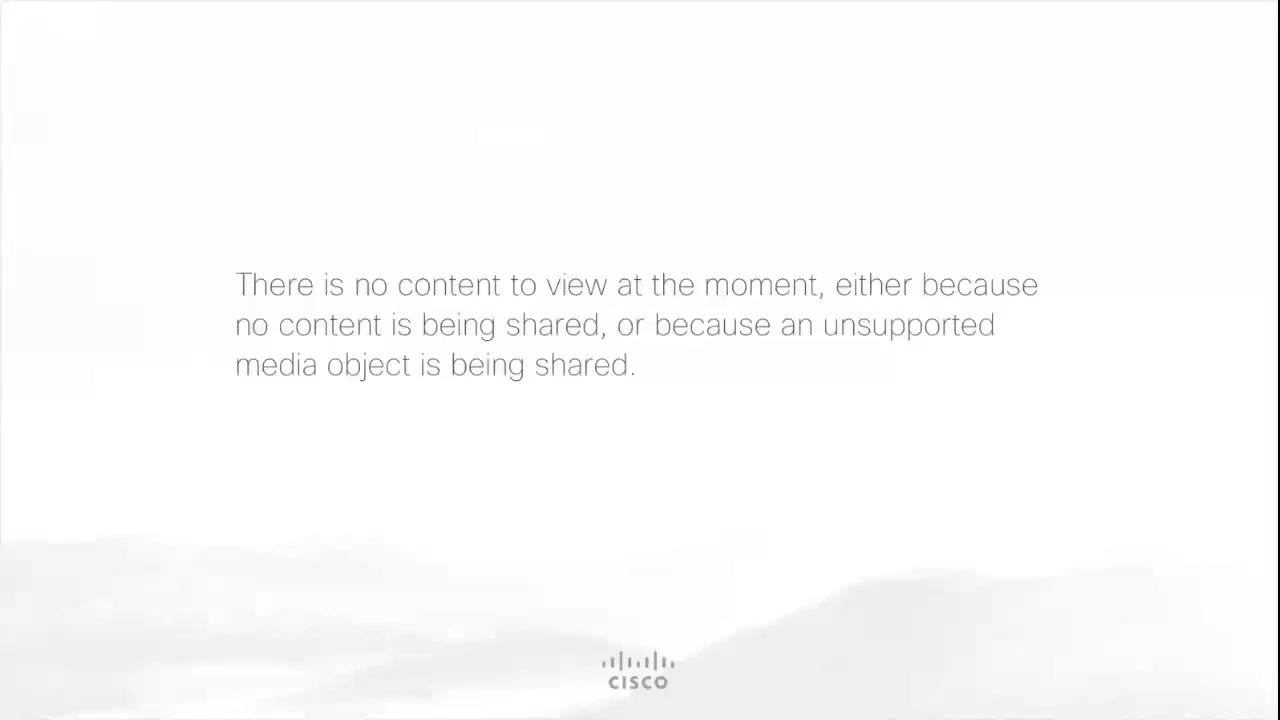 There is no content to view at the moment, either because
no content is being shared, or because an unsupported
media object is being shared.
CISCO